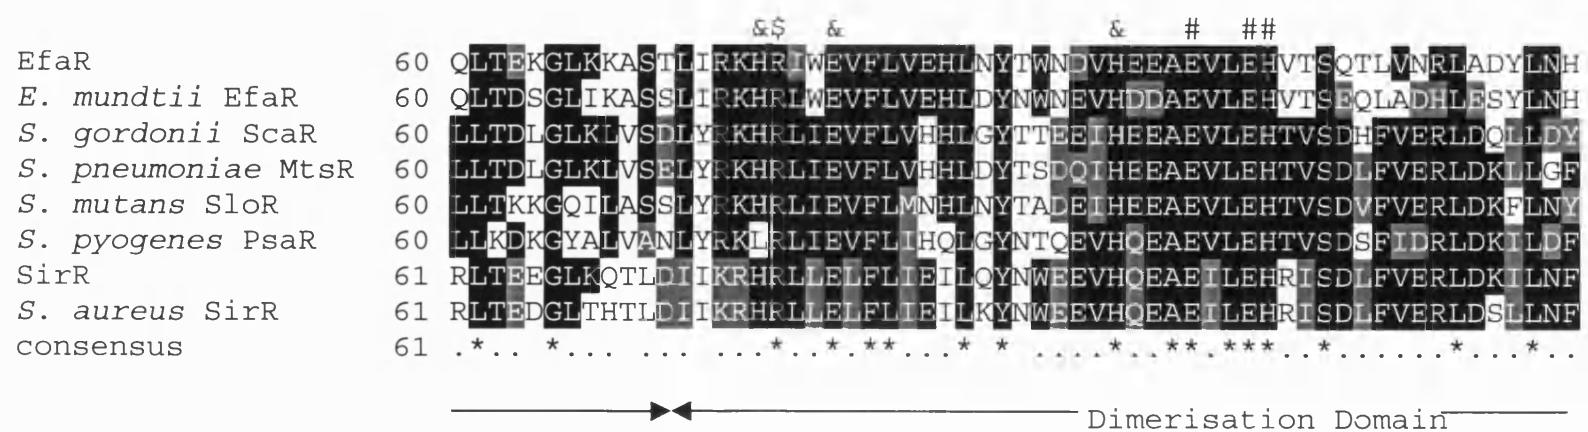 &$ & & # ##
EfaR 60 QLTEKGLKKASTLIRKHRIWEVFLVEHLNYTWNDVHEEAEVLEHVTSQTLVNRLADYLNH
E. mundtii EfaR 60 QLTDSGLIKASSLIRKHRLWEVFLVEHLDYNWNEVHDDAEVLEHVTSEQLADHLESYLNH
S. gordonii ScaR 60 LLTDLGLKLVSDLYRKHRLIEVFLVHHLGYTTEEIHEEAEVLEHTVSDHFVERLDQLLDY
S. pneumoniae MtsR 60 LLTDLGLKLVSELYRKHRLIEVFLVHHLDYTSDQIHEEAEVLEHTVSDLFVERLDKLLGF
S. mutans SloR 60 LLTKKGQILASSLYRKHRLIEVFLMNHLNYTADEIHEEAEVLEHTVSDVFVERLDKFLNY
S. pyogenes PsaR 60 LLKDKGYALVANLYRKLRLIEVFLIHQLGYNTQEVHQEAEVLEHTVSDSFIDRLDKILDF
SirR 61 RLTEEGLKQTLDIIKRHRLLELFLIEILQYNWEEVHQEAEILEHRISDLFVERLDKILNF
S. aureus SirR 61 RLTEDGLTHTLDIIKRHRLLELFLIEILKYNWEEVHQEAEILEHRISDLFVERLDSLLNF
consensus 61 .*.. *... ... ...*..*.**...*.* ....*..**.***..*......*...*..
Dimerisation Domain